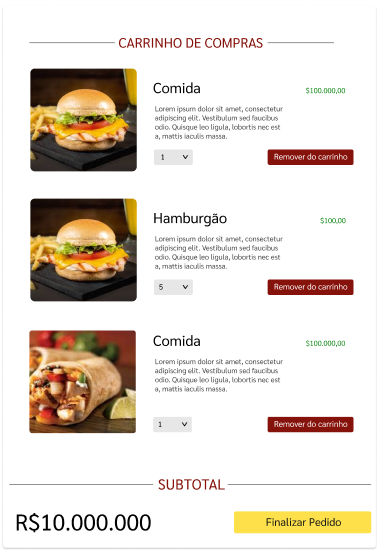 CARRINHO DE COMPRAS
Comida
$100.000,00
Lorem ipsum dolor sit amet, consectetur
adipiscing elit. Vestibulum sed faucibus
odio. Quisque leo ligula, lobortis nec est
a, mattis iaculis massa.
1
Remover do carrinho
Hamburgão
$100,00
Lorem ipsum dolor sit amet, consectetur
adipiscing elit. Vestibulum sed faucibus
odio. Quisque leo ligula, lobortis nec est
a, mattis iaculis massa.
5
Remover do carrinho
Comida
$100.000,00
Lorem ipsum dolor sit amet, consectetur
adipiscing elit. Vestibulum sed faucibus
odio. Quisque leo ligula, lobortis nec est
a, mattis iaculis massa.
1
Remover do carrinho
SUBTOTAL
R$10.000.000
Finalizar Pedido